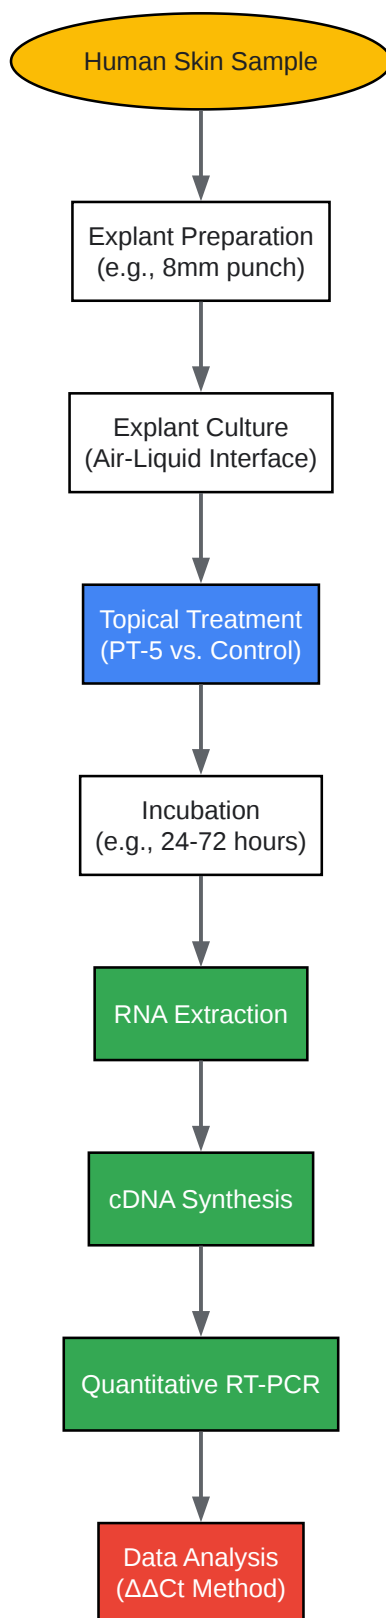 Human Skin Sample
Explant Preparation
(e.g., 8mm punch)
Explant Culture
(Air-Liquid Interface)
Topical Treatment
(PT-5 vs. Control)
Incubation
(e.g., 24-72 hours)
RNA Extraction
cDNA Synthesis
Quantitative RT-PCR
Data Analysis
(ΔΔCt Method)